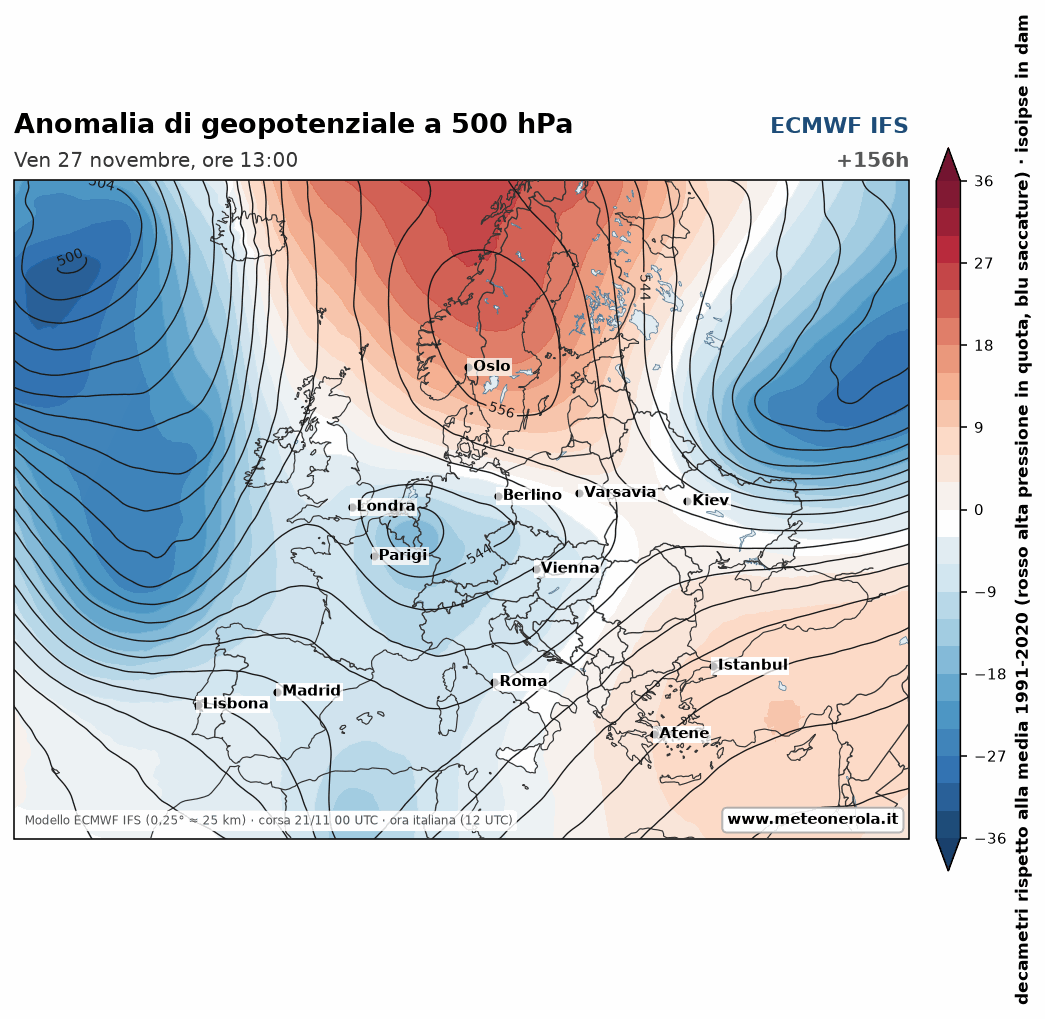 Anomalia di geopotenziale a 500 hPa
ECMWF IFS
Ven 27 novembre, ore 13:00
+156h
504
500
544
556
544
Oslo
Londra
Berlino
Varsavia
Kiev
Parigi
Vienna
Istanbul
Roma
Madrid
Lisbona
Atene
Modello ECMWF IFS (0,25° ≈ 25 km) · corsa 21/11 00 UTC · ora italiana (12 UTC)
www.meteonerola.it
36
27
18
9
0
−9
−18
−27
−36
decametri rispetto alla media 1991-2020 (rosso alta pressione in quota, blu saccature) · isoipse in dam